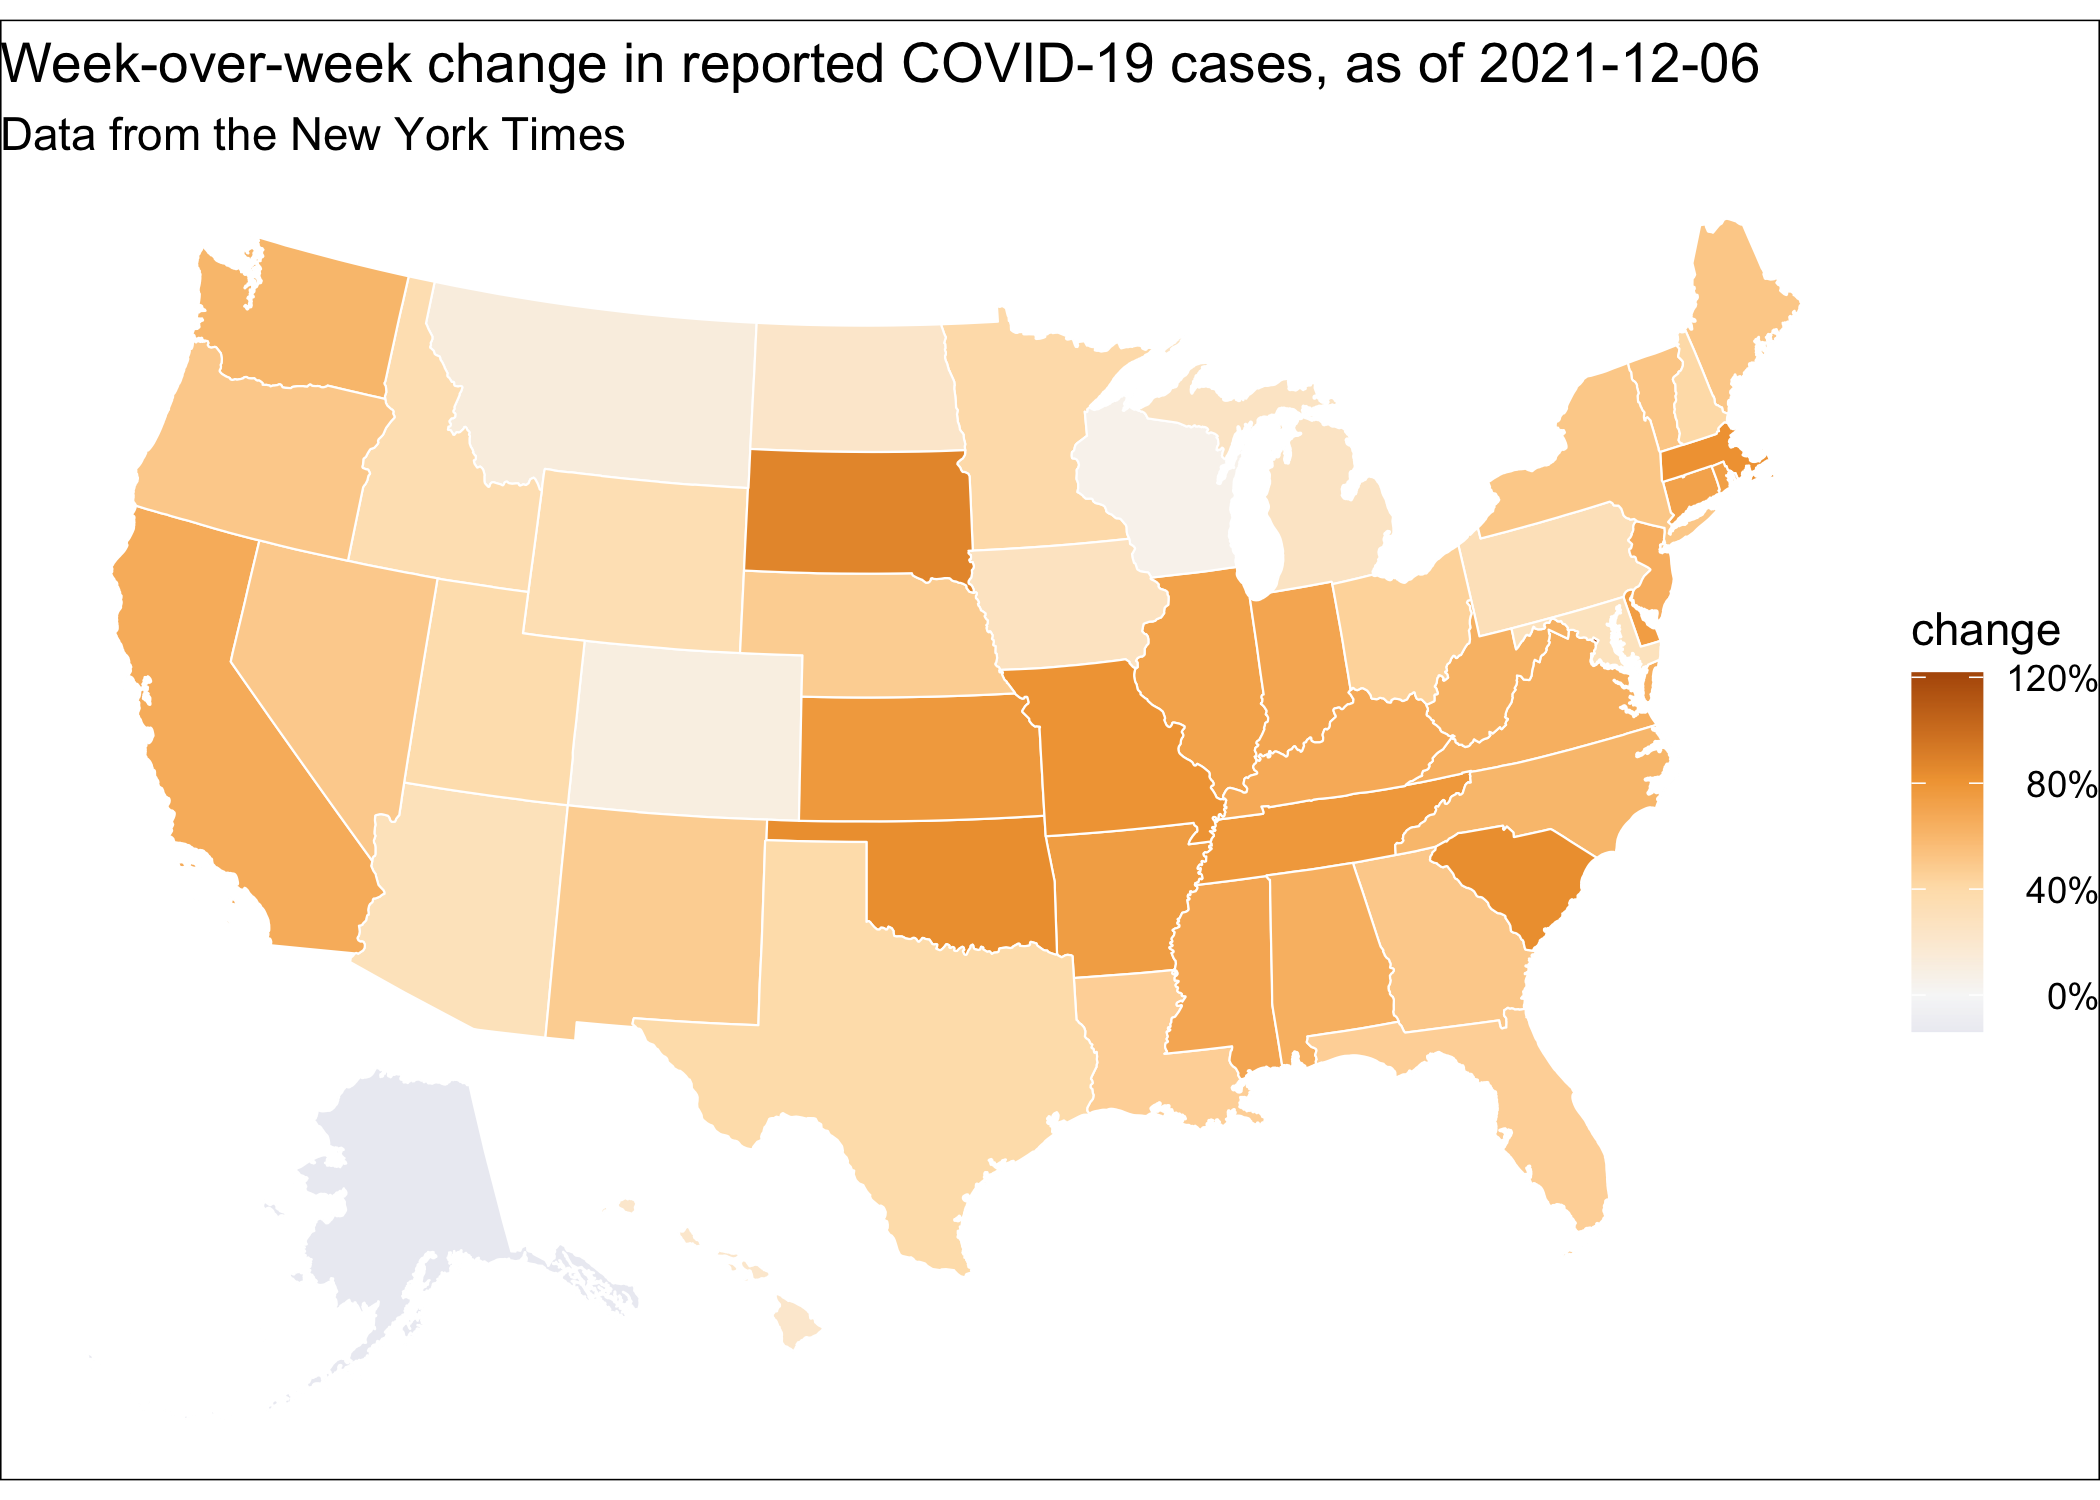 Week-over-week change in reported COVID-19 cases, as of 2021-12-06
Data from the New York Times
change
120%
80%
40%
0%